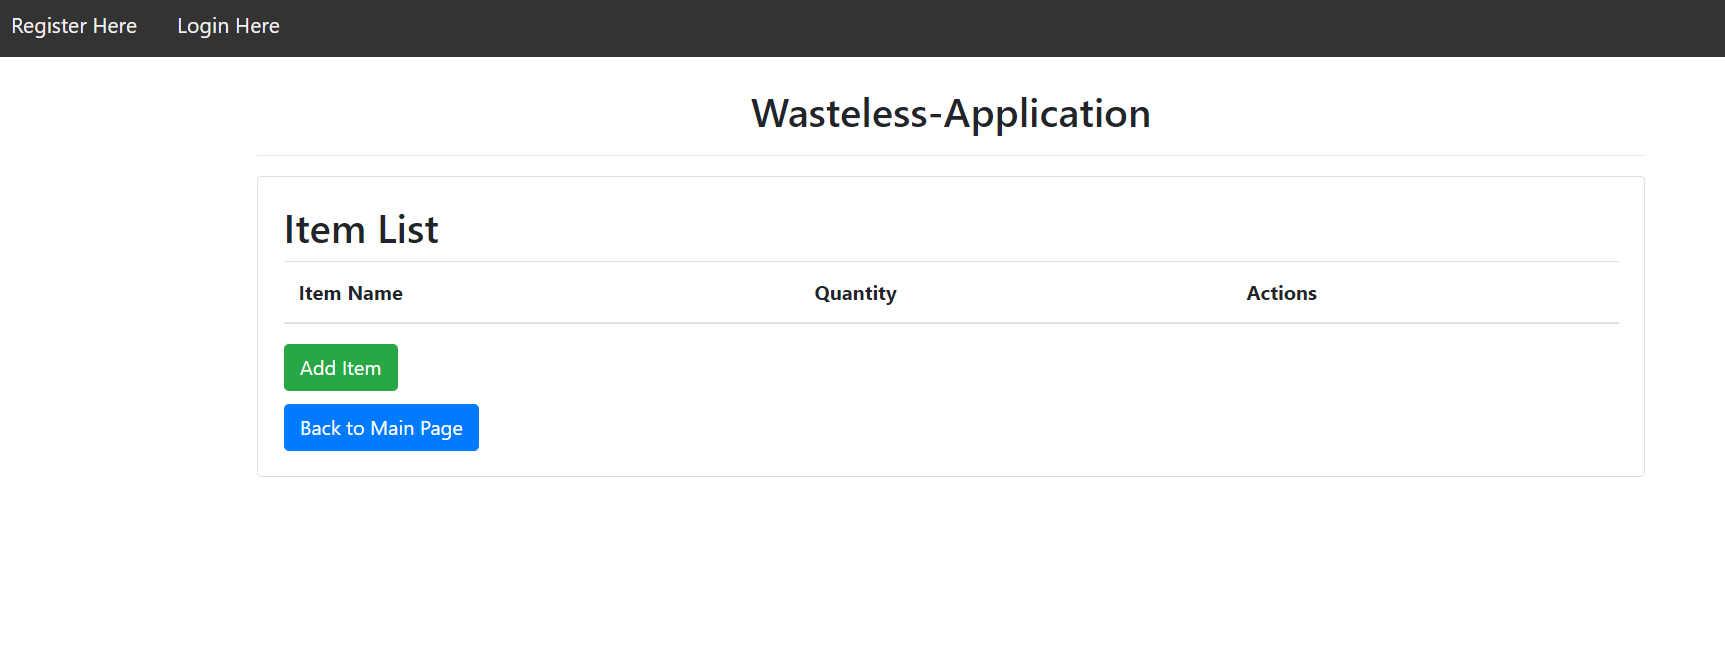 Register Here Login Here
Wasteless-Application
Item List
Item Name Quantity Actions
Add Item
Back to Main Page